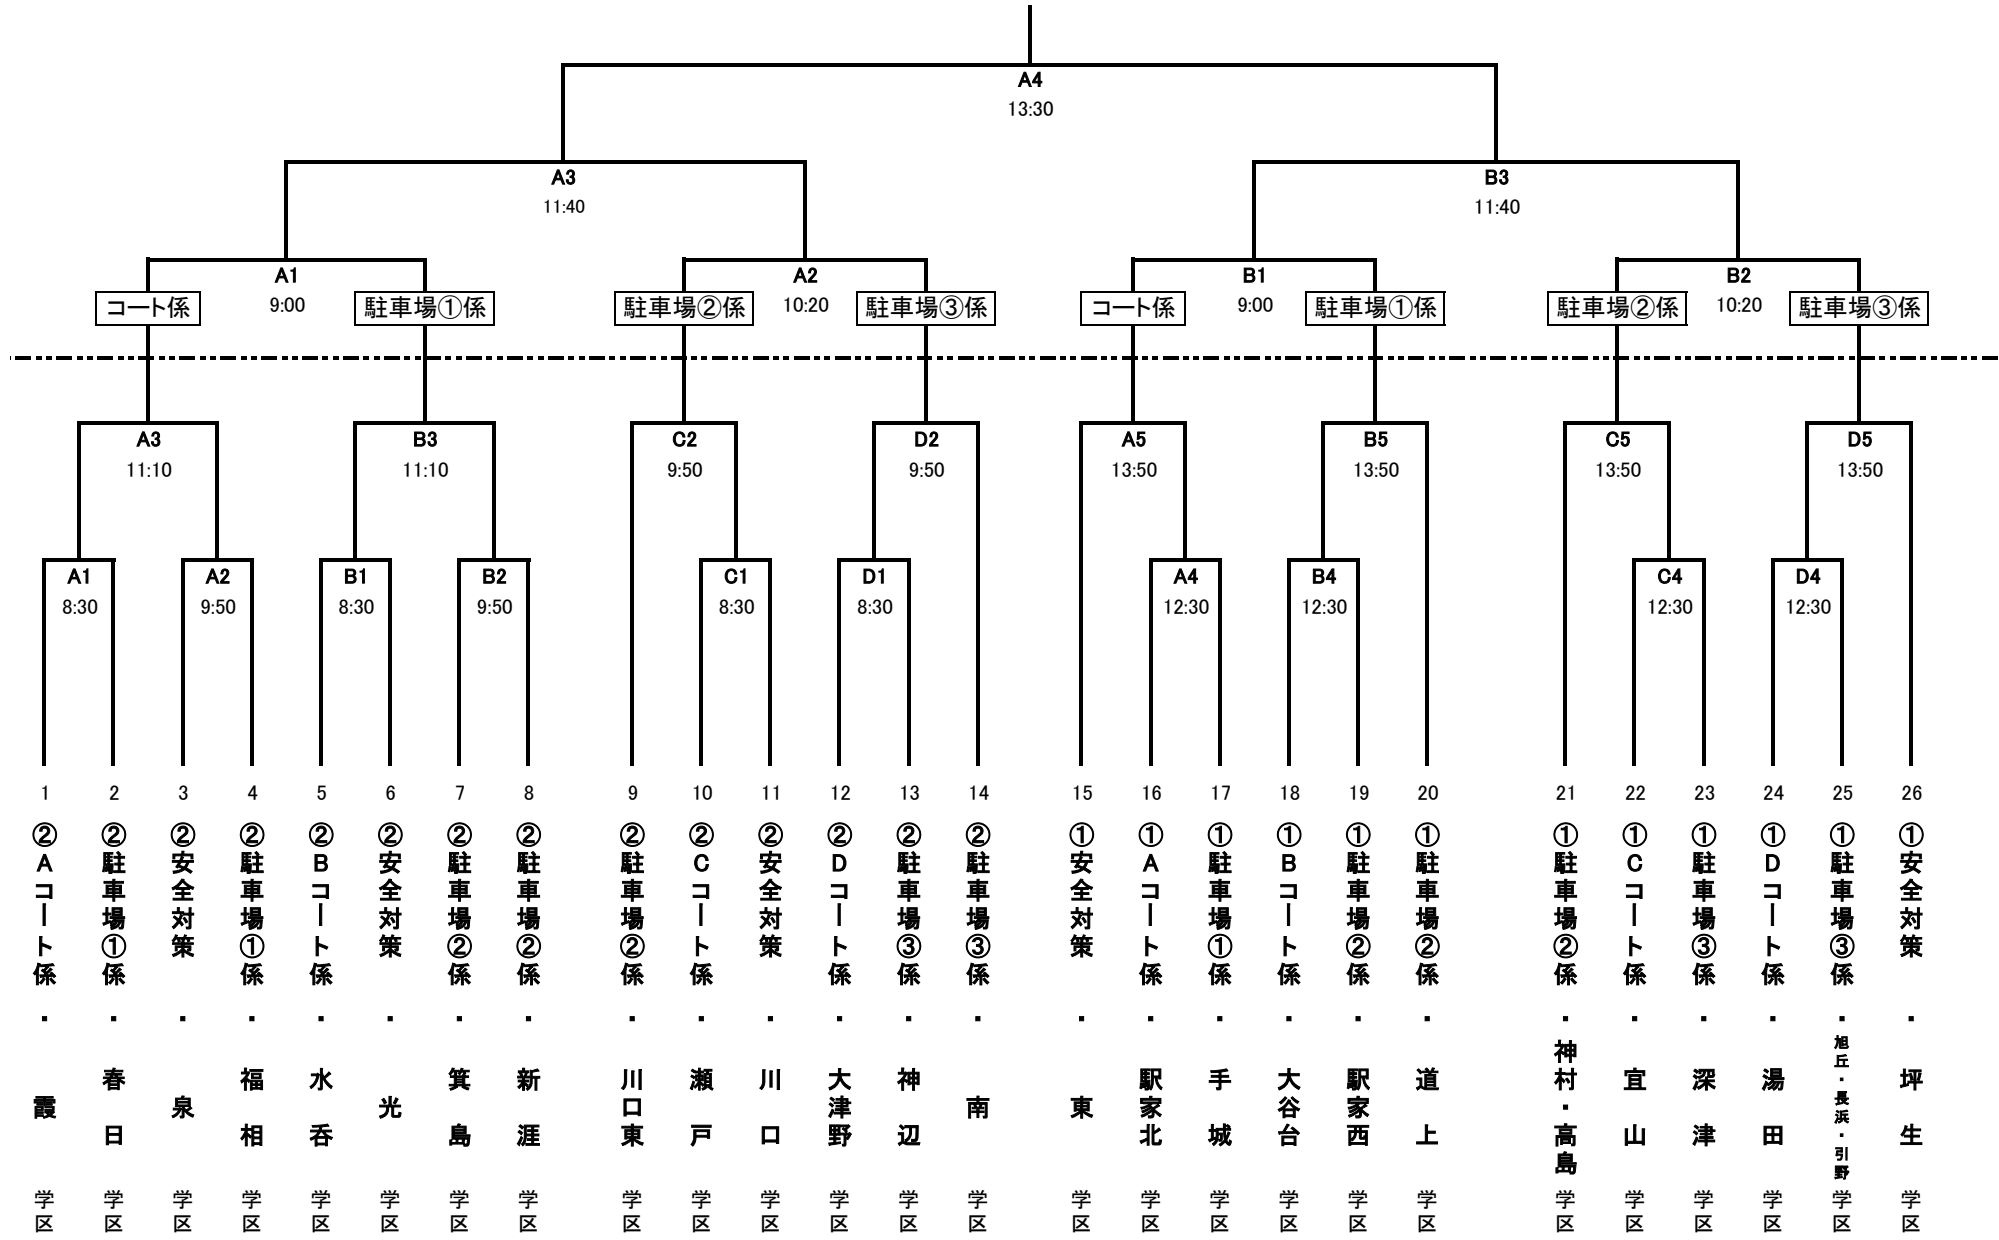 A4
13:30
A3
11:40
B3
11:40
A1
9:00
A2
10:20
B1
9:00
B2
10:20
コート係
駐車場①係
駐車場②係
駐車場③係
コート係
駐車場①係
駐車場②係
駐車場③係
A3
11:10
B3
11:10
C2
9:50
D2
9:50
A5
13:50
B5
13:50
C5
13:50
D5
13:50
A1
8:30
A2
9:50
B1
8:30
B2
9:50
C1
8:30
D1
8:30
A4
12:30
B4
12:30
C4
12:30
D4
12:30
1
②Aコート係・霞学区
2
②駐車場①係・春日学区
3
②安全対策・泉学区
4
②駐車場①係・福相学区
5
②Bコート係・水呑学区
6
②安全対策・光学区
7
②駐車場②係・箕島学区
8
②駐車場②係・新涯学区
9
②駐車場②係・川口東学区
10
②Cコート係・瀬戸学区
11
②安全対策・川口学区
12
②Dコート係・大津野学区
13
②駐車場③係・神辺学区
14
②駐車場③係・南学区
15
①安全対策・東学区
16
①Aコート係・駅家北学区
17
①駐車場①係・手城学区
18
①Bコート係・大谷台学区
19
①駐車場②係・駅家西学区
20
①駐車場②係・道上学区
21
①駐車場②係・神村・高島学区
22
①Cコート係・宜山学区
23
①駐車場③係・深津学区
24
①Dコート係・湯田学区
25
①駐車場③係・旭丘・長浜・引野学区
26
①安全対策・坪生学区